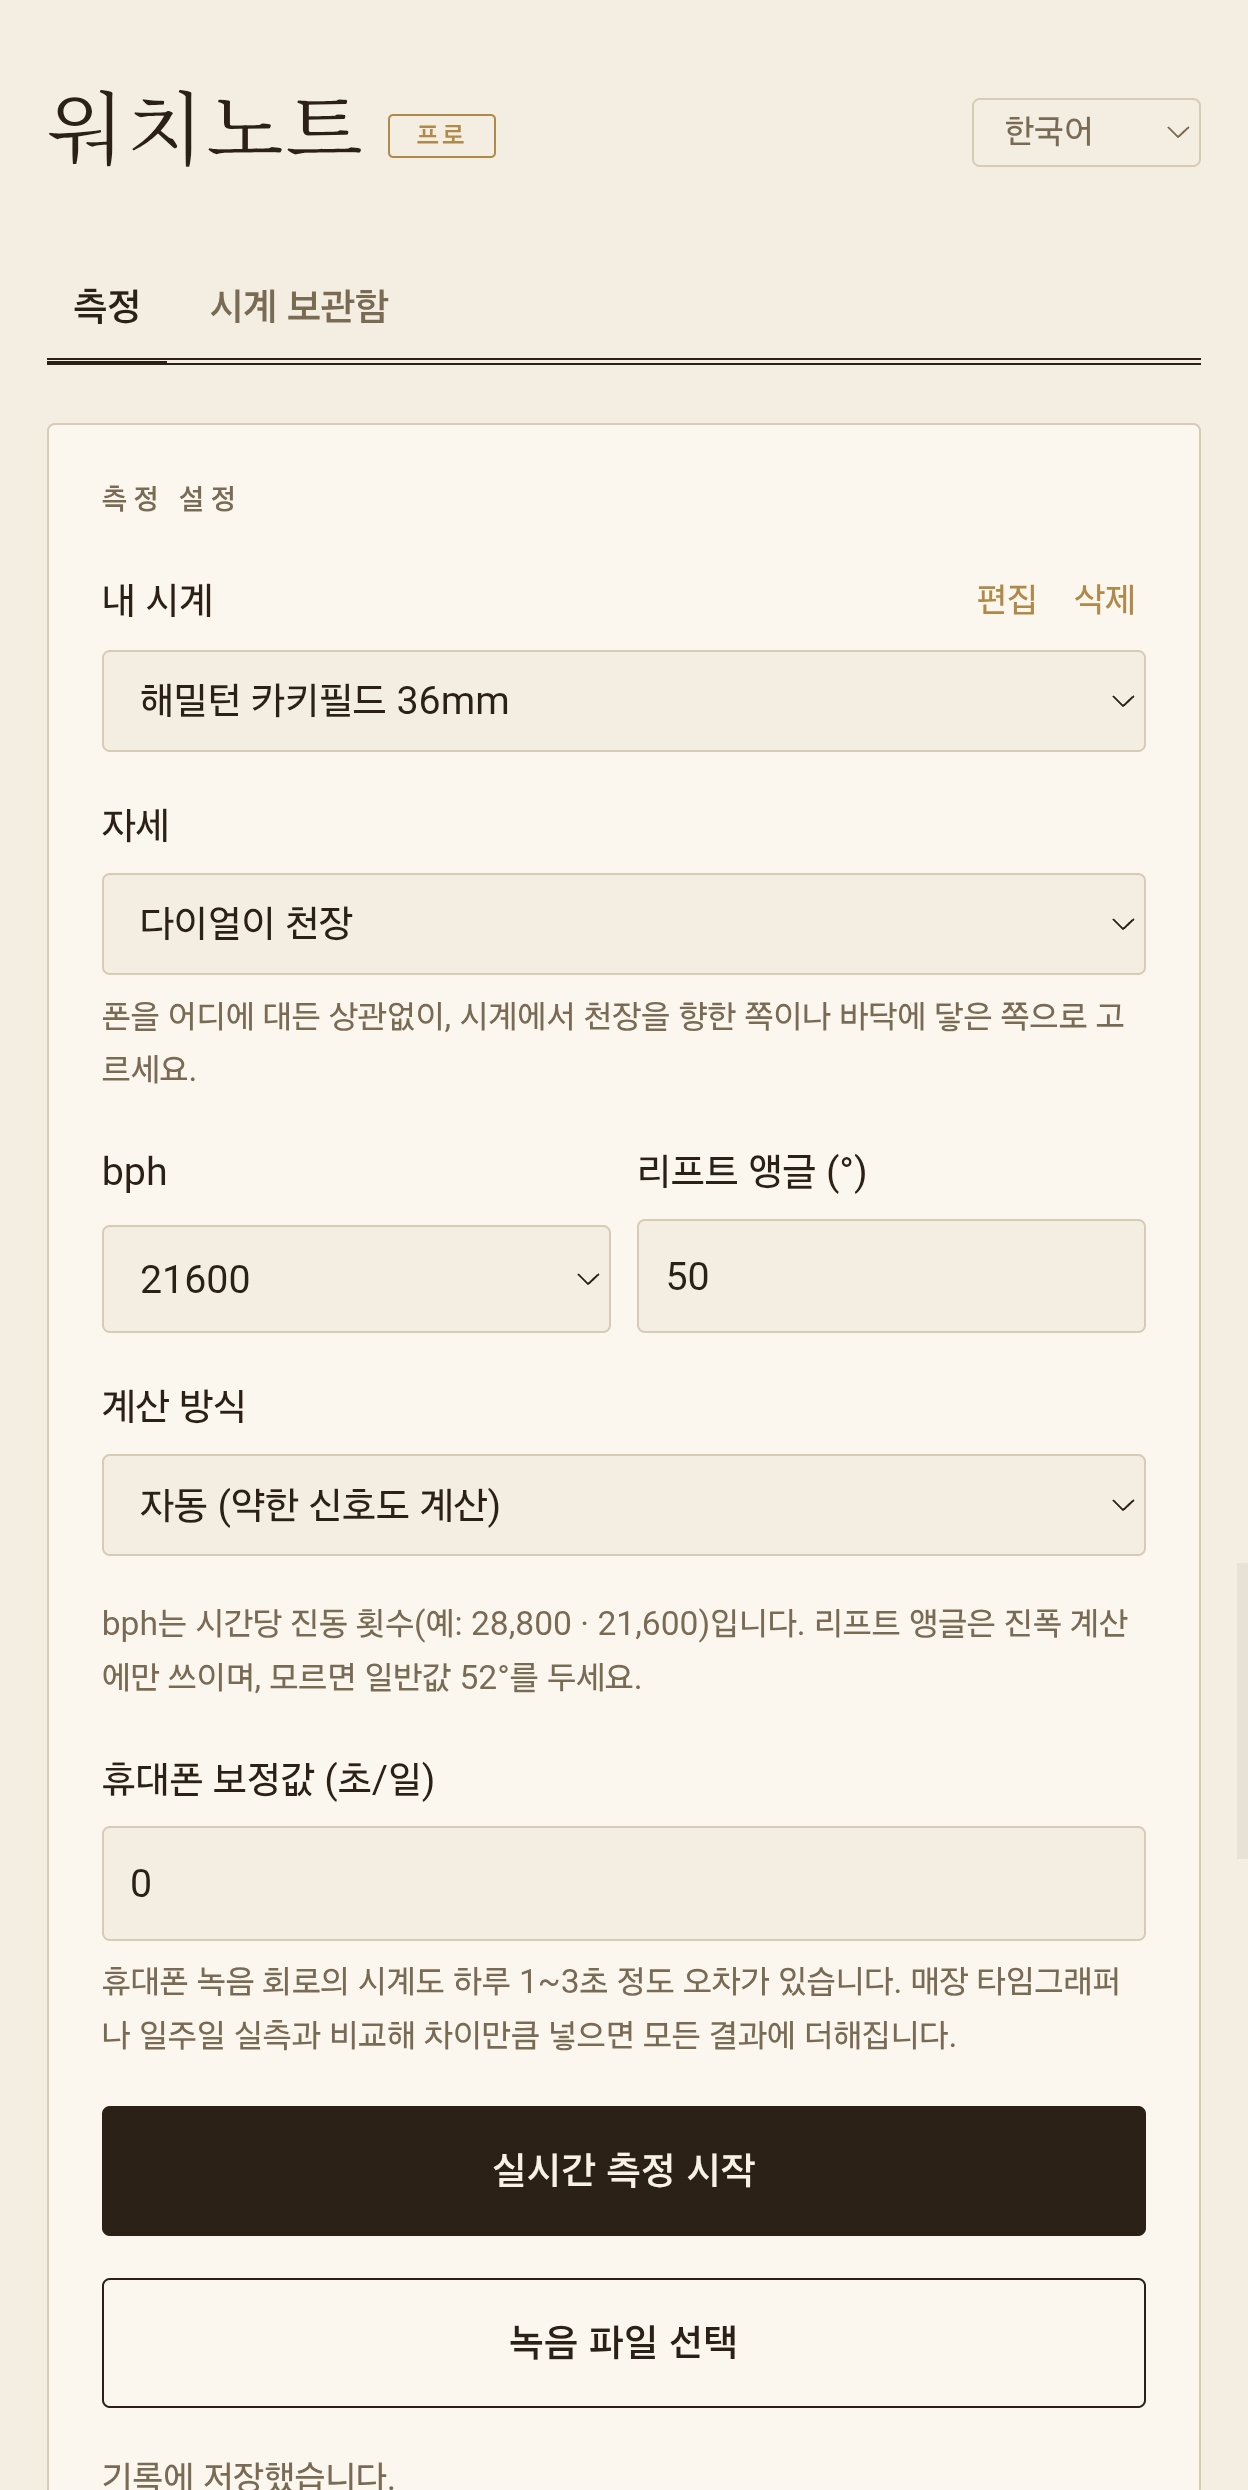 워치노트 프로 한국어
측정 시계 보관함
측정 설정
내 시계 편집 삭제
해밀턴 카키필드 36mm
자세
다이얼이 천장
폰을 어디에 대든 상관없이, 시계에서 천장을 향한 쪽이나 바닥에 닿은 쪽으로 고
르세요.
bph 리프트 앵글 (°)
21600 50
계산 방식
자동 (약한 신호도 계산)
bph는 시간당 진동 횟수(예: 28,800 · 21,600)입니다. 리프트 앵글은 진폭 계산
에만 쓰이며, 모르면 일반값 52°를 두세요.
휴대폰 보정값 (초/일)
0
휴대폰 녹음 회로의 시계도 하루 1~3초 정도 오차가 있습니다. 매장 타임그래퍼
나 일주일 실측과 비교해 차이만큼 넣으면 모든 결과에 더해집니다.
실시간 측정 시작
녹음 파일 선택
기록에 저장했습니다.